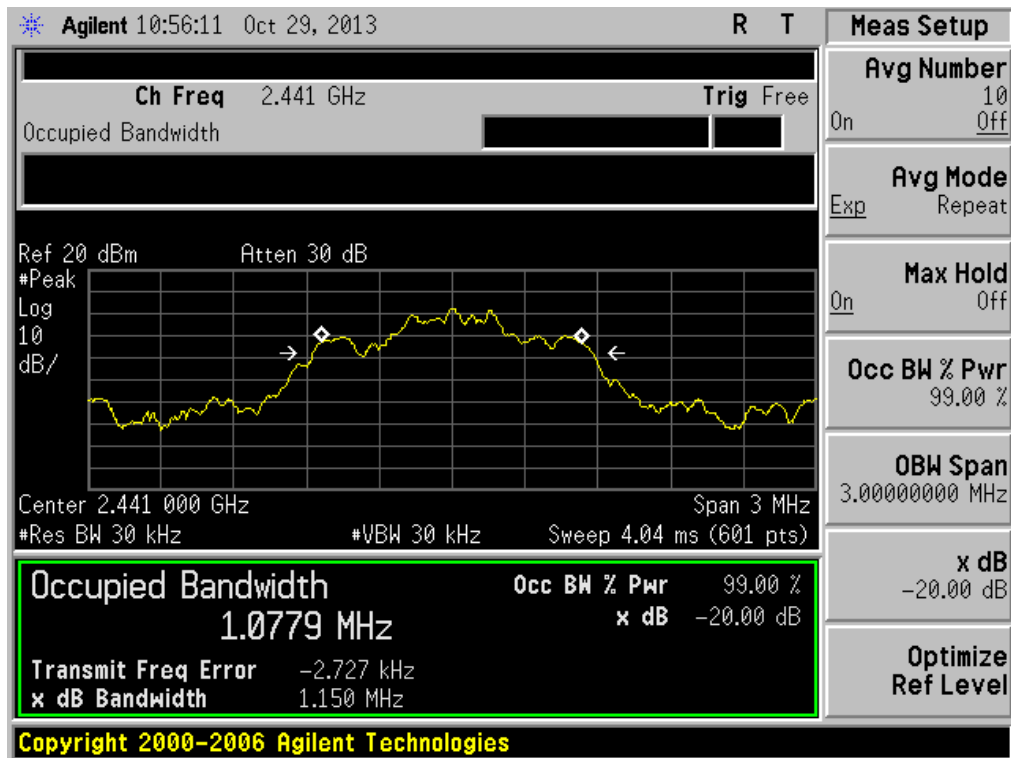 Agilent 10:56:11 Oct 29, 2013 R T
Ch Freq 2.441 GHz Trig Free
Occupied Bandwidth
Ref 20 dBm Atten 30 dB
#Peak
Log
10
dB/
Center 2.441 000 GHz Span 3 MHz
#Res BW 30 kHz #VBW 30 kHz Sweep 4.04 ms (601 pts)
Occupied Bandwidth Occ BW % Pwr 99.00 %
1.0779 MHz x dB -20.00 dB
Transmit Freq Error -2.727 kHz
x dB Bandwidth 1.150 MHz
Copyright 2000-2006 Agilent Technologies
Meas Setup
Avg Number
10
On Off
Avg Mode
Exp Repeat
Max Hold
On Off
Occ BW % Pwr
99.00 %
OBW Span
3.00000000 MHz
x dB
-20.00 dB
Optimize
Ref Level